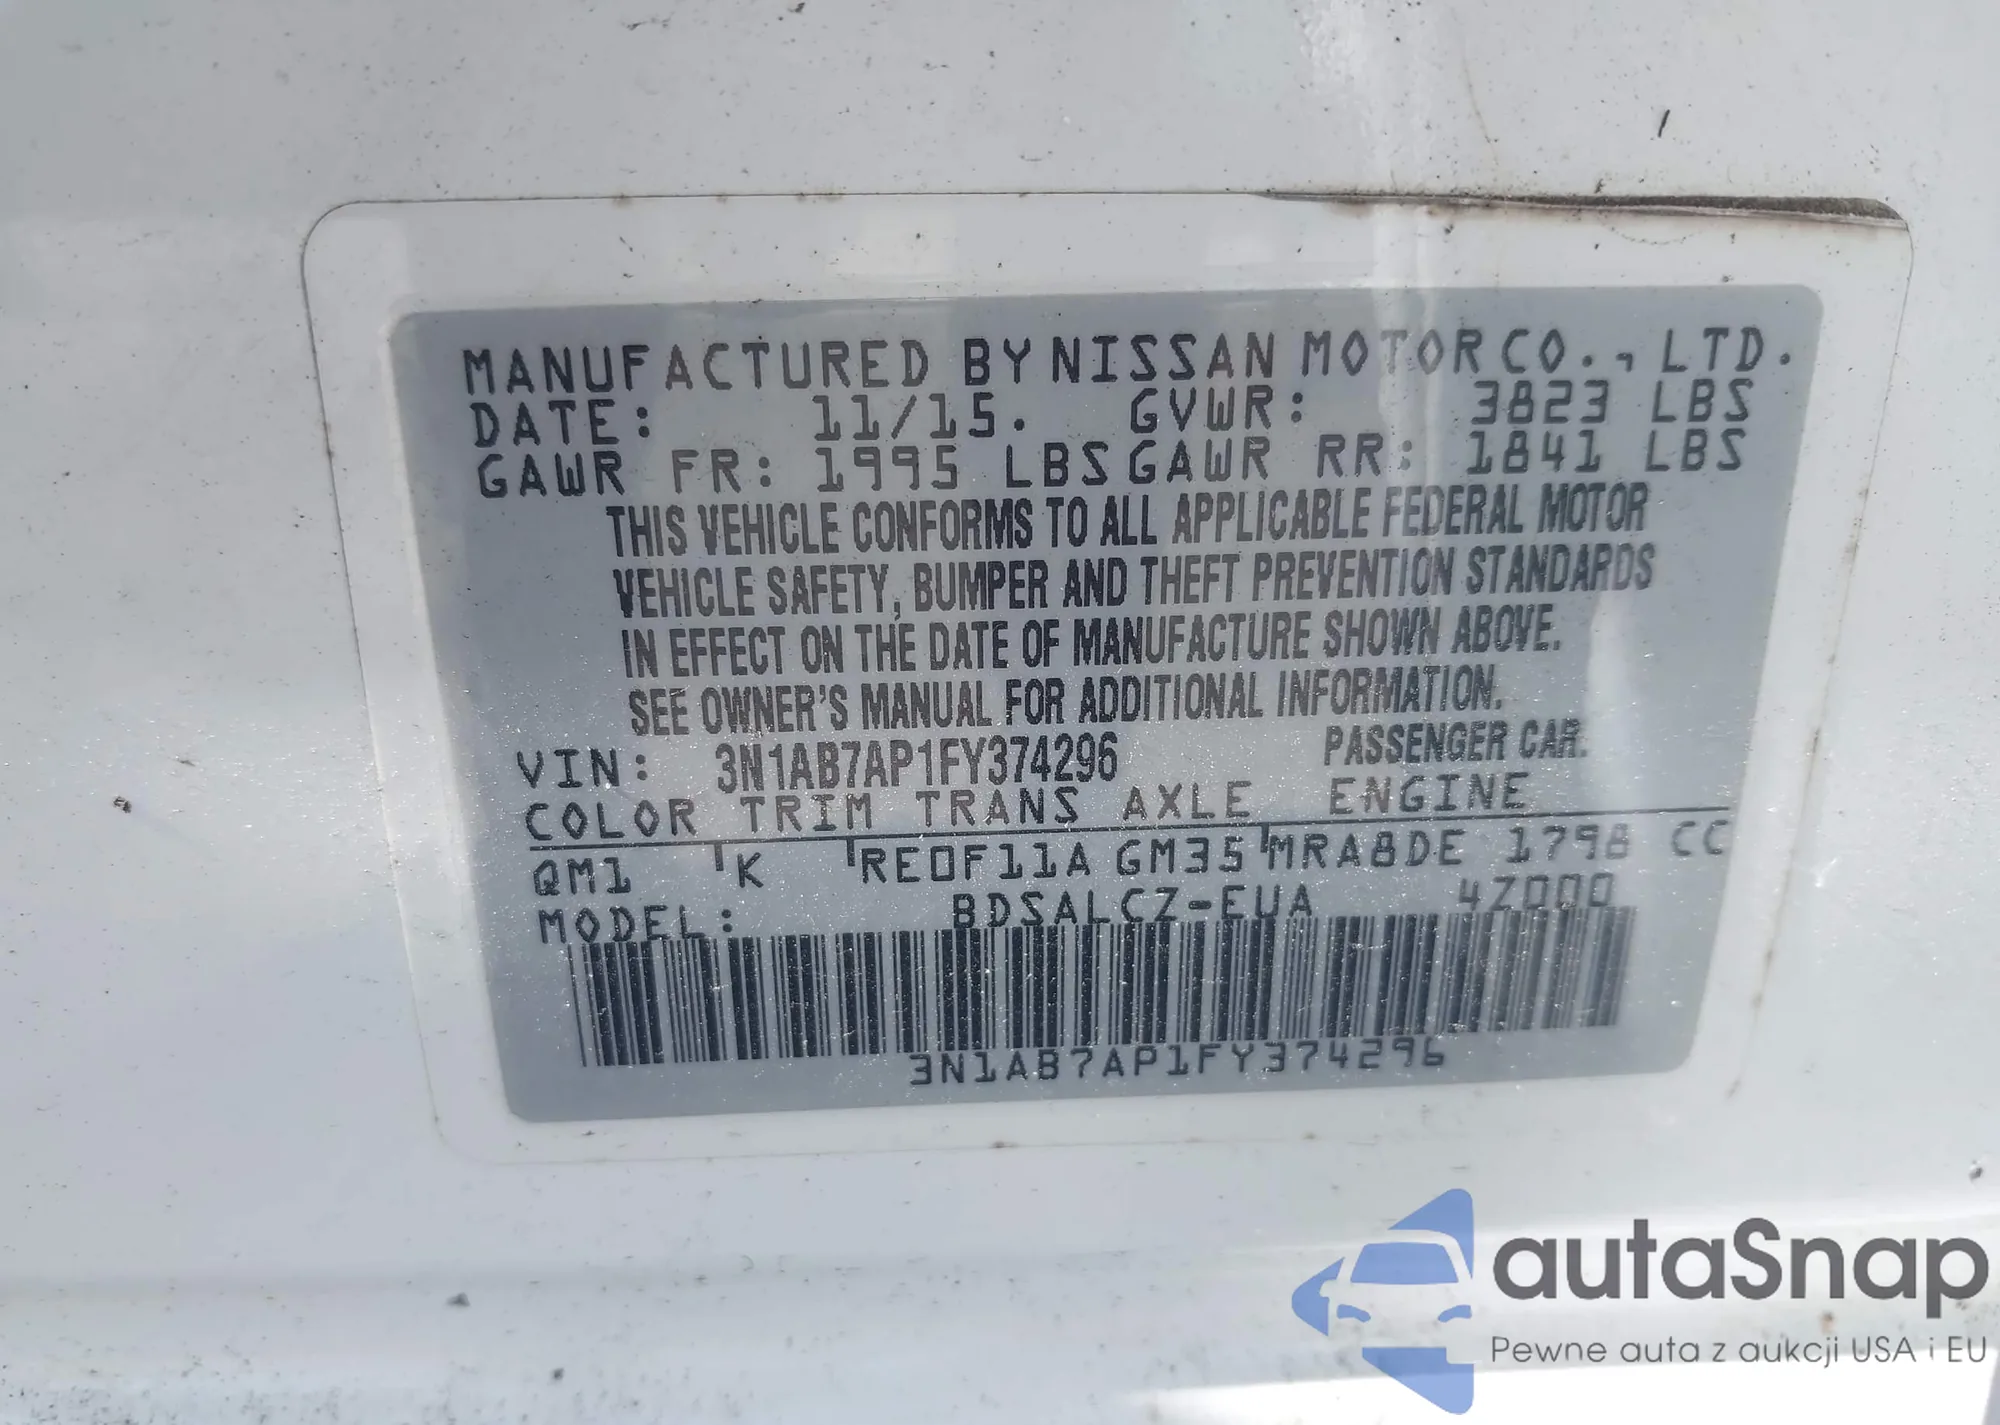 MANUFACTURED BY NISSAN MOTOR CO., LTD.
DATE: 11/15. GVWR: 3823 LBS
GAWR FR: 1995 LBS GAWR RR: 1841 LBS
THIS VEHICLE CONFORMS TO ALL APPLICABLE FEDERAL MOTOR
VEHICLE SAFETY, BUMPER AND THEFT PREVENTION STANDARDS
IN EFFECT ON THE DATE OF MANUFACTURE SHOWN ABOVE.
SEE OWNER'S MANUAL FOR ADDITIONAL INFORMATION.
VIN: 3N1AB7AP1FY374296 PASSENGER CAR.
COLOR TRIM TRANS AXLE ENGINE
QM1 K RE0F11A GM35 MRA8DE 1798 CC
MODEL: BDSALCZ-EUA 4Z000
3N1AB7AP1FY374296
autaSnap
Pewne auta z aukcji USA i EU